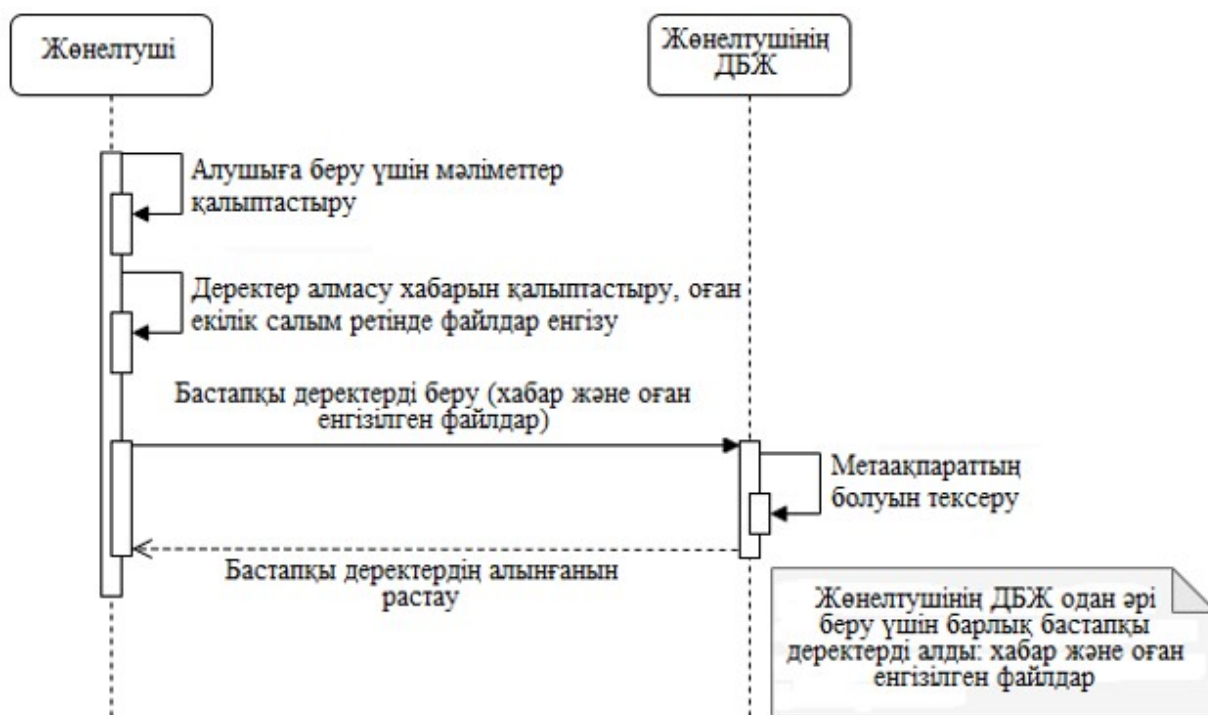 Жөнелтуші
Жөнелтушінің
ДБЖ
Алушыға беру үшін мәліметтер
қалыптастыру
Деректер алмасу хабарын қалыптастыру, оған
екілік салым ретінде файлдар енгізу
Бастапқы деректерді беру (хабар және оған
енгізілген файлдар)
Метаақпараттың
болуын тексеру
Бастапқы деректердің алынғанын
растау
Жөнелтушінің ДБЖ одан әрі
беру үшін барлық бастапқы
деректерді алды: хабар және оған
енгізілген файлдар